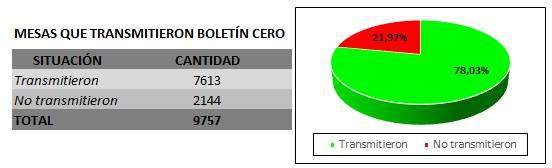 MESAS QUE TRANSMITIERON BOLETÍN CERO
SITUACIÓN CANTIDAD
Transmitieron 7613
No transmitieron 2144
TOTAL 9757
21,97%
78,03%
Transmitieron No transmitieron